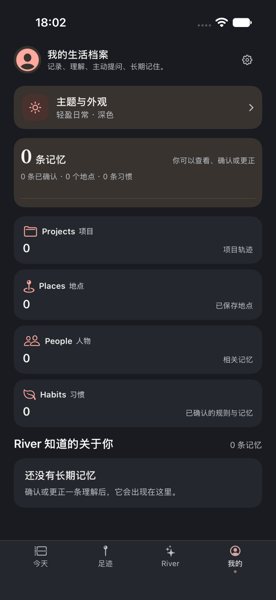 18:02
我的生活档案
记录、理解、主动提问、长期记住。
主题与外观
轻盈日常 · 深色
0 条记忆
你可以查看、确认或更正
0 条已确认 · 0 个地点 · 0 条习惯
Projects 项目
0
项目轨迹
Places 地点
0
已保存地点
People 人物
0
相关记忆
Habits 习惯
0
已确认的规则与记忆
River 知道的关于你
0 条记忆
还没有长期记忆
确认或更正一条理解后，它会出现在这里。
今天
足迹
River
我的